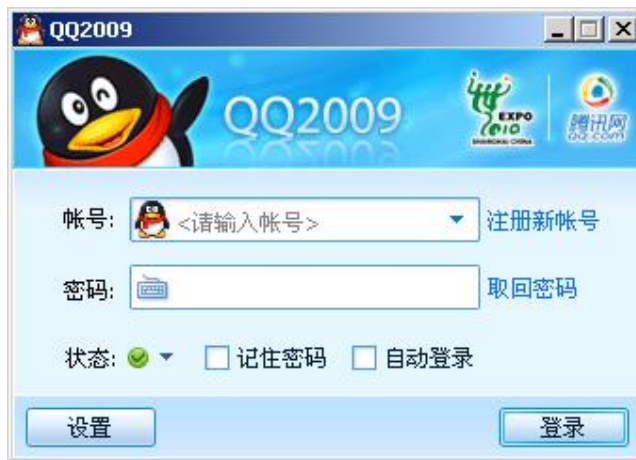 QQ2009
QQ2009
EXPO
2010
SHANGHAI CHINA
腾讯网
QQ.com
帐号:
<请输入帐号>
注册新帐号
密码:
取回密码
状态:
记住密码
自动登录
设置
登录